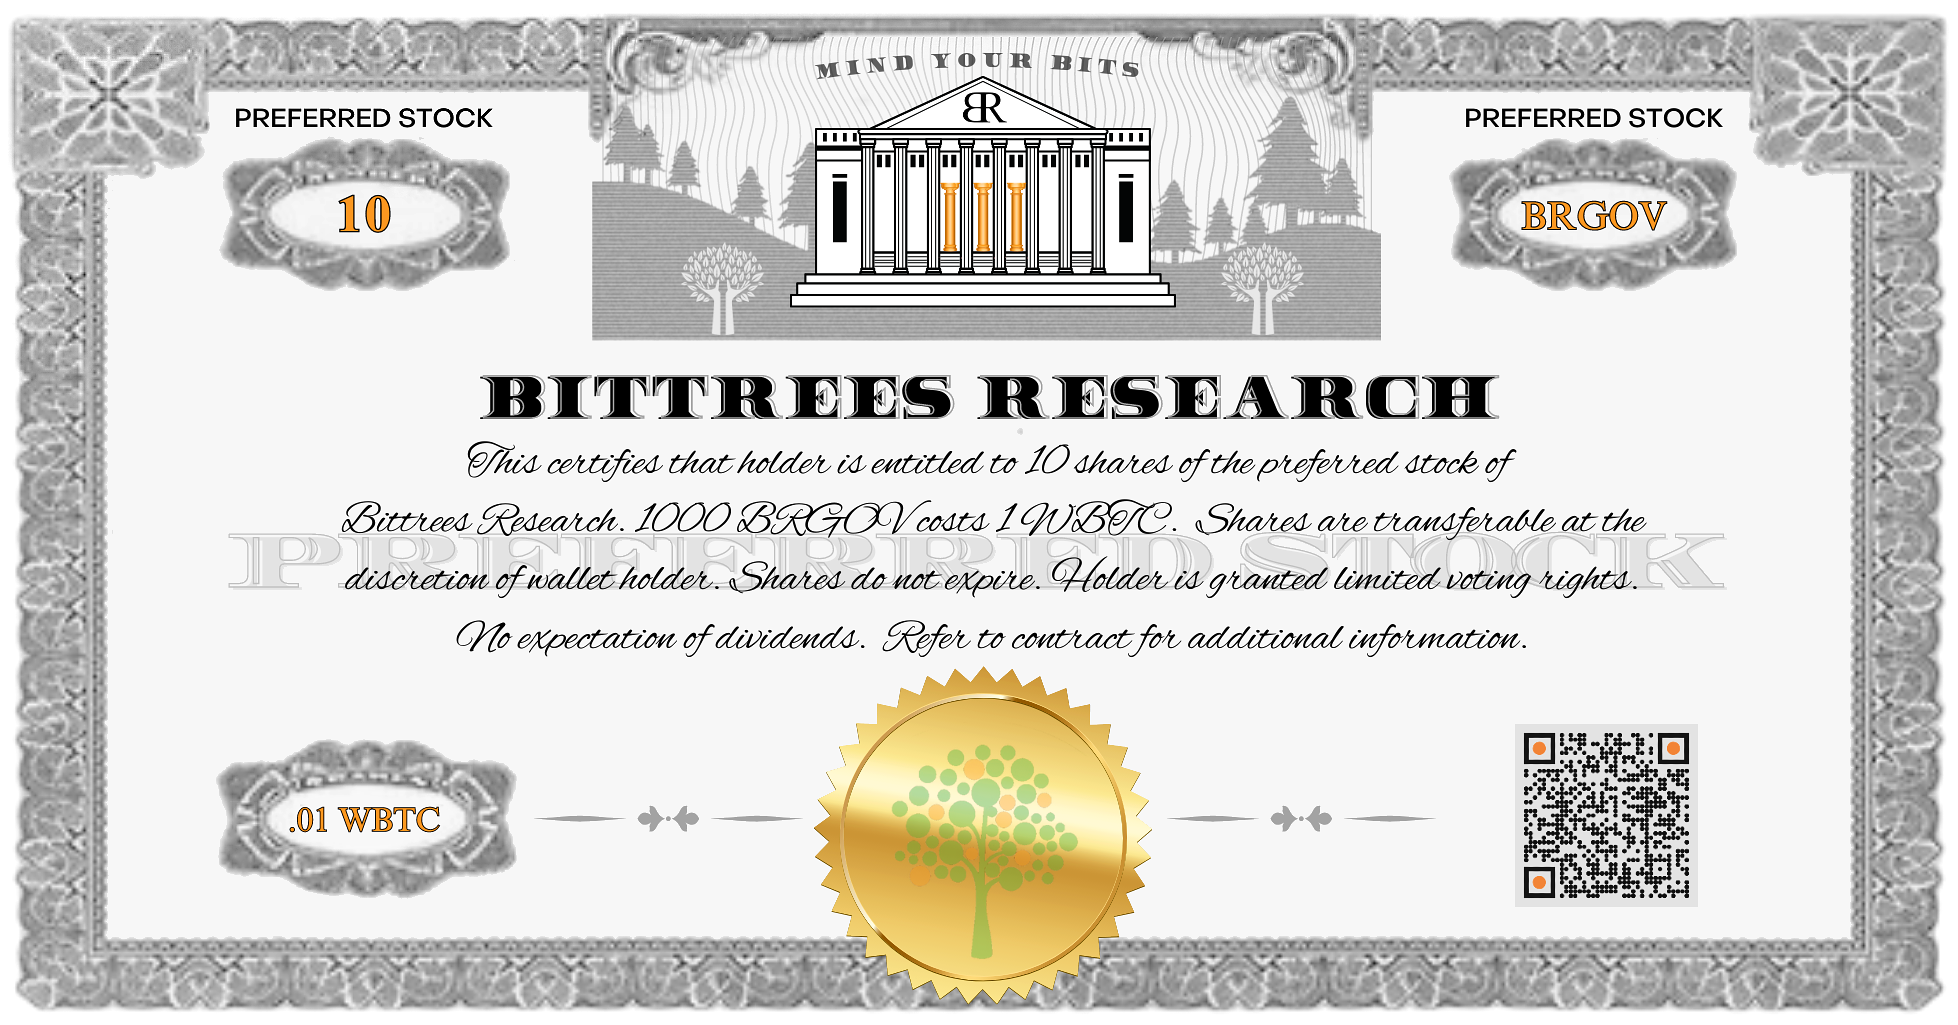 MIND YOUR BITS
BR
PREFERRED STOCK
10
PREFERRED STOCK
BRGOV
BITTREES RESEARCH
This certifies that holder is entitled to 10 shares of the preferred stock of
Bittrees Research. 1000 BRGOV costs 1 WBTC. Shares are transferable at the
discretion of wallet holder. Shares do not expire. Holder is granted limited voting rights.
No expectation of dividends. Refer to contract for additional information.
PREFERRED STOCK
.01 WBTC